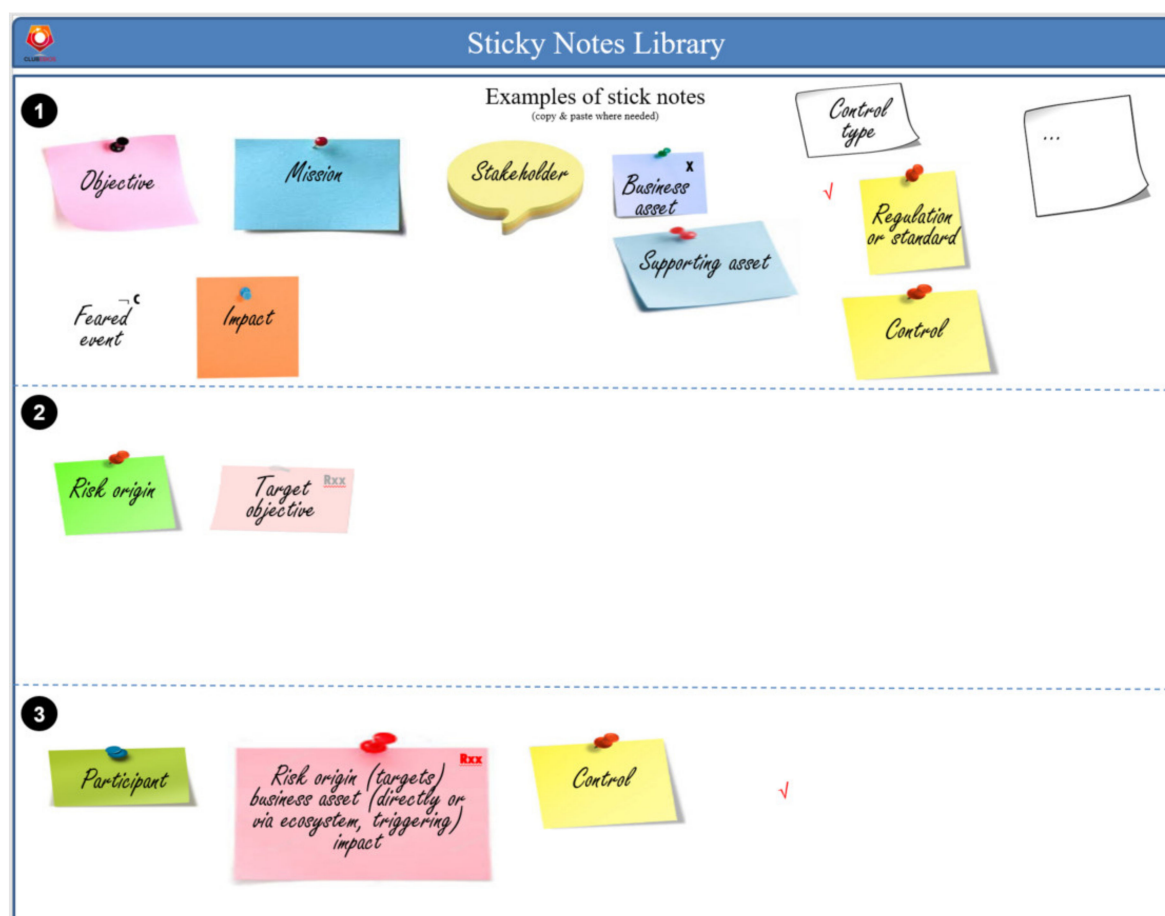 Sticky Notes Library
CLUB EBIOS
1
Examples of stick notes
(copy & paste where needed)
Objective
Mission
Stakeholder
X
Business
asset
Supporting asset
Control
type
√
Regulation
or standard
Control
...
¬ C
Feared
event
Impact
2
Risk origin
Rxx
Target
objective
3
Participant
Rxx
Risk origin (targets)
business asset (directly or
via ecosystem, triggering)
impact
Control
√